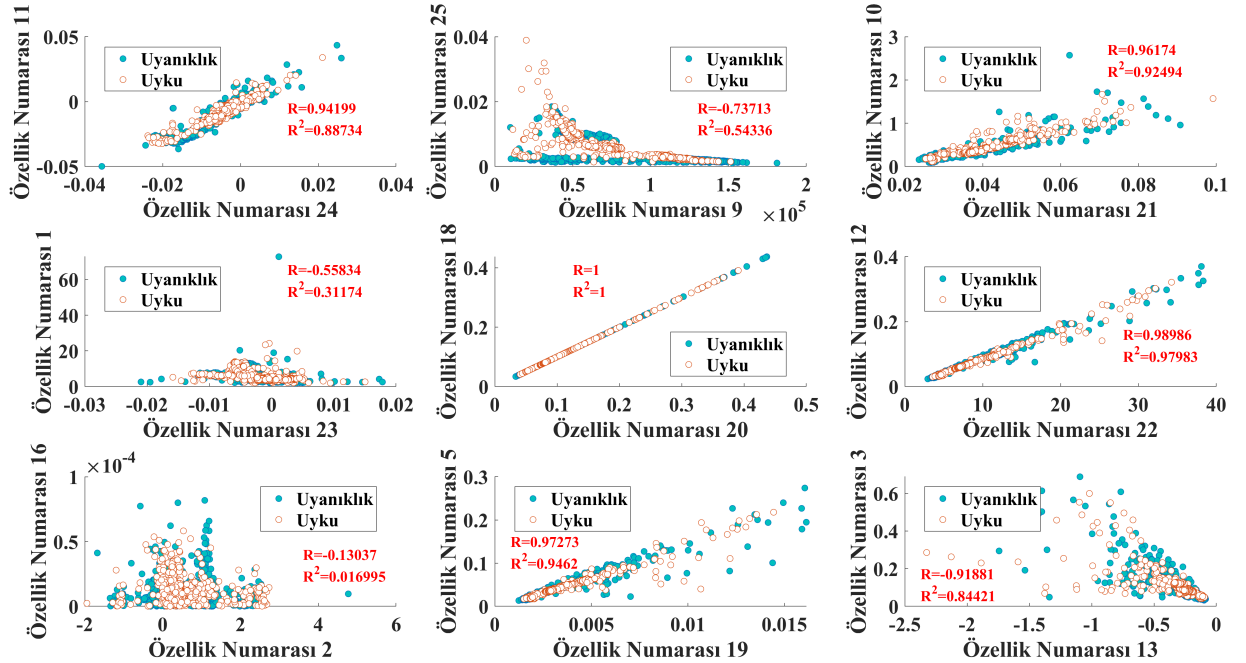 Özellik Numarası 11
0.05
0
-0.05
Uyanıklık
Uyku
R=0.94199
R²=0.88734
-0.04 -0.02 0 0.02 0.04
Özellik Numarası 24
Özellik Numarası 25
0.04
0.02
0
Uyanıklık
Uyku
R=-0.73713
R²=0.54336
0 0.5 1 1.5 2
Özellik Numarası 9
×10⁵
Özellik Numarası 10
3
2
1
0
Uyanıklık
Uyku
R=0.96174
R²=0.92494
0.02 0.04 0.06 0.08 0.1
Özellik Numarası 21
Özellik Numarası 1
60
40
20
0
Uyanıklık
Uyku
R=-0.55834
R²=0.31174
-0.03 -0.02 -0.01 0 0.01 0.02
Özellik Numarası 23
Özellik Numarası 18
0.4
0.2
0
R=1
R²=1
Uyanıklık
Uyku
0 0.1 0.2 0.3 0.4 0.5
Özellik Numarası 20
Özellik Numarası 12
0.4
0.2
0
Uyanıklık
Uyku
R=0.98986
R²=0.97983
0 10 20 30 40
Özellik Numarası 22
Özellik Numarası 16
×10⁻⁴
1
0.5
0
Uyanıklık
Uyku
R=-0.13037
R²=0.016995
-2 0 2 4 6
Özellik Numarası 2
Özellik Numarası 5
0.3
0.2
0.1
0
Uyanıklık
Uyku
R=0.97273
R²=0.9462
0 0.005 0.01 0.015
Özellik Numarası 19
Özellik Numarası 3
0.6
0.4
0.2
0
Uyanıklık
Uyku
R=-0.91881
R²=0.84421
-2.5 -2 -1.5 -1 -0.5 0
Özellik Numarası 13